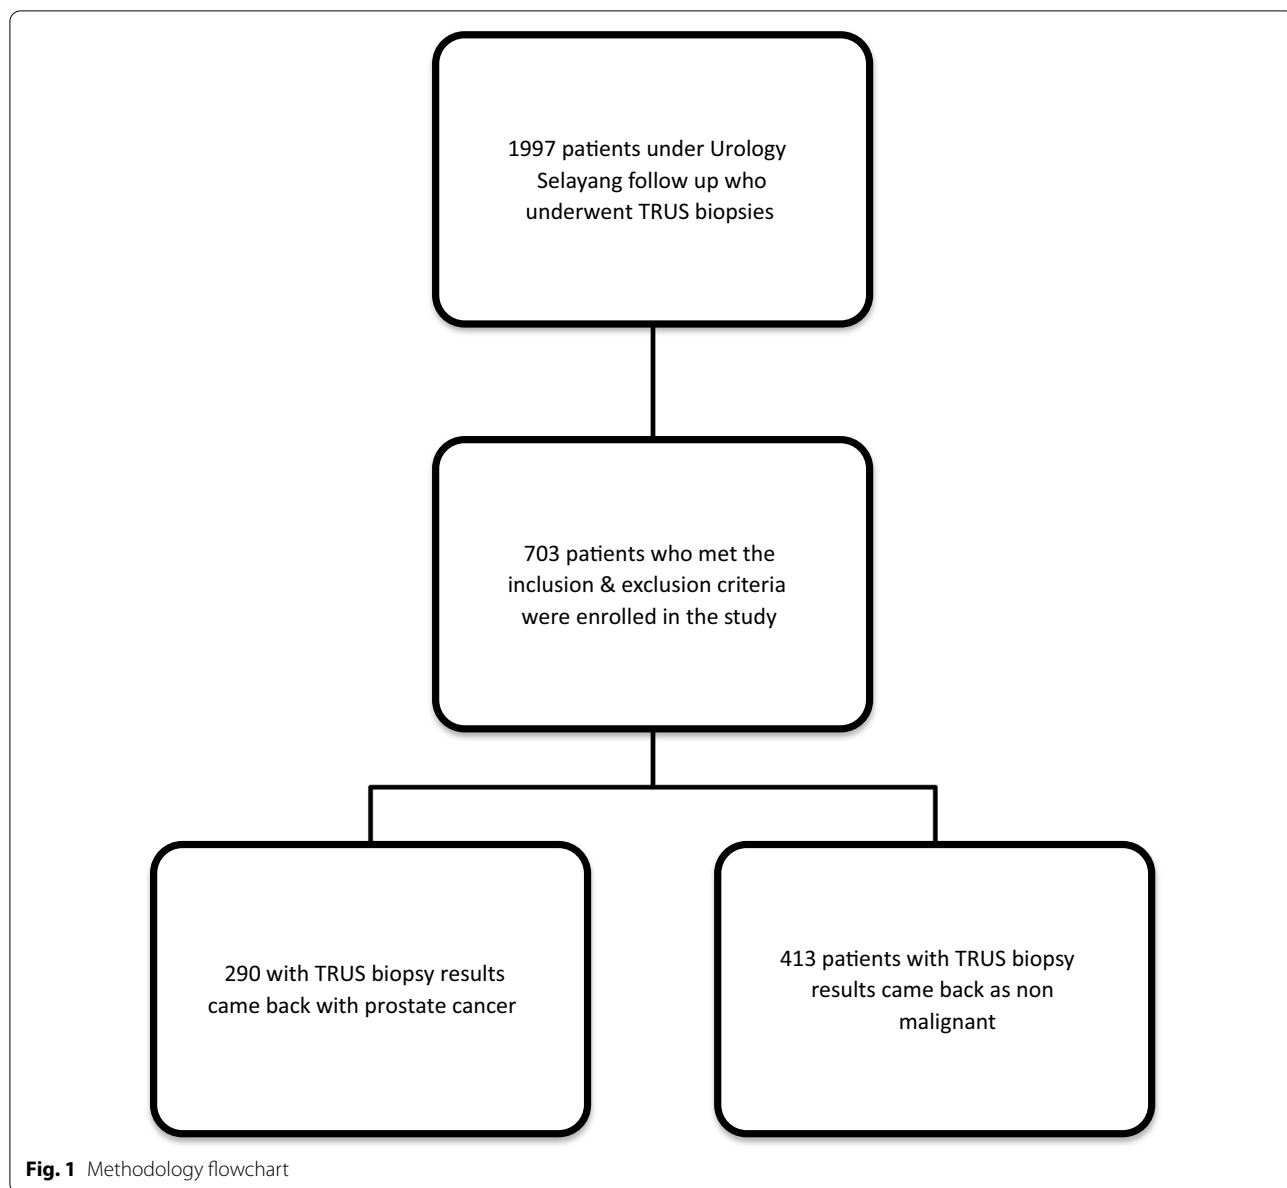 1997 patients under Urology
Selayang follow up who
underwent TRUS biopsies
703 patients who met the
inclusion & exclusion criteria
were enrolled in the study
290 with TRUS biopsy results
came back with prostate cancer
413 patients with TRUS biopsy
results came back as non
malignant
Fig. 1 Methodology flowchart